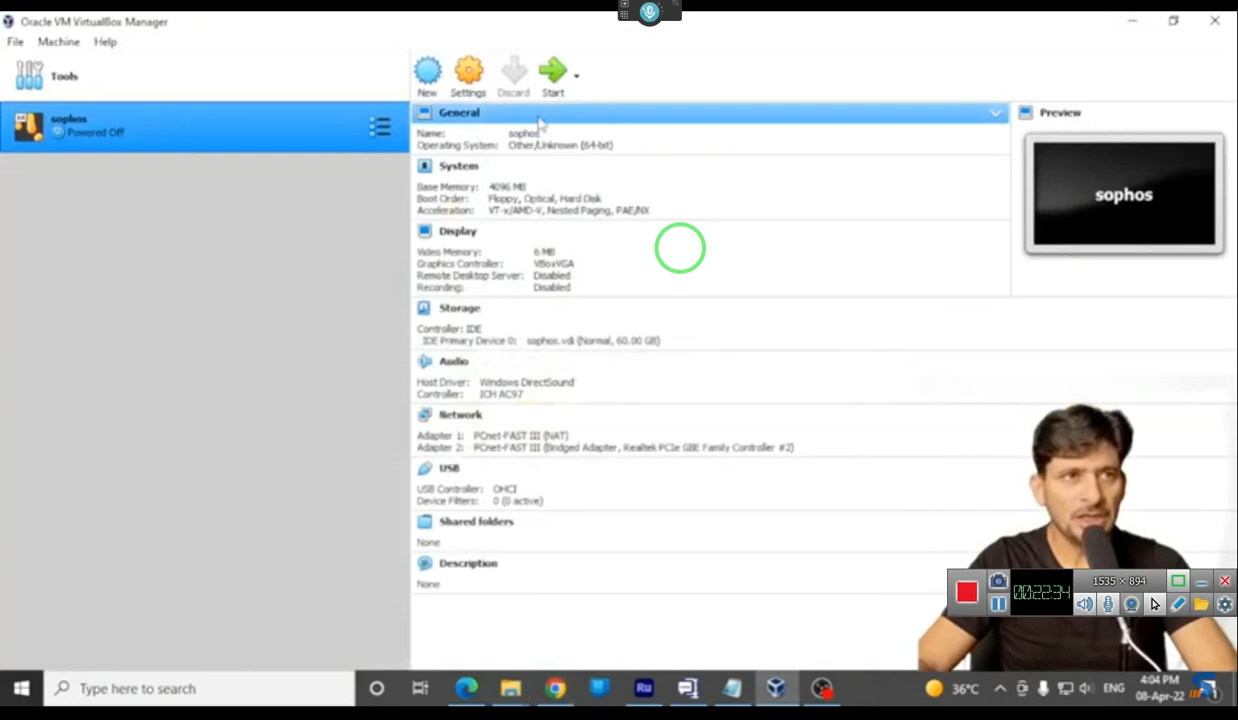 Oracle VM VirtualBox Manager
File Machine Help
Tools
New Settings Discard Start
sophos
Powered Off
General
Name: sophos
Operating System: Other/Unknown (64-bit)
Preview
sophos
System
Base Memory: 4096 MB
Boot Order: Floppy, Optical, Hard Disk
Acceleration: VT-x/AMD-V, Nested Paging, PAE/NX
Display
Video Memory: 6 MB
Graphics Controller: VBoxVGA
Remote Desktop Server: Disabled
Recording: Disabled
Storage
Controller: IDE
IDE Primary Device 0: sophos.vdi (Normal, 60.00 GB)
Audio
Host Driver: Windows DirectSound
Controller: ICH AC97
Network
Adapter 1: PCnet-FAST III (NAT)
Adapter 2: PCnet-FAST III (Bridged Adapter, Realtek PCIe GBE Family Controller #2)
USB
USB Controller: OHCI
Device Filters: 0 (0 active)
Shared folders
None
Description
None
1535 × 894
00:22:34
Type here to search
Ru
36°C
ENG
4:04 PM
08-Apr-22